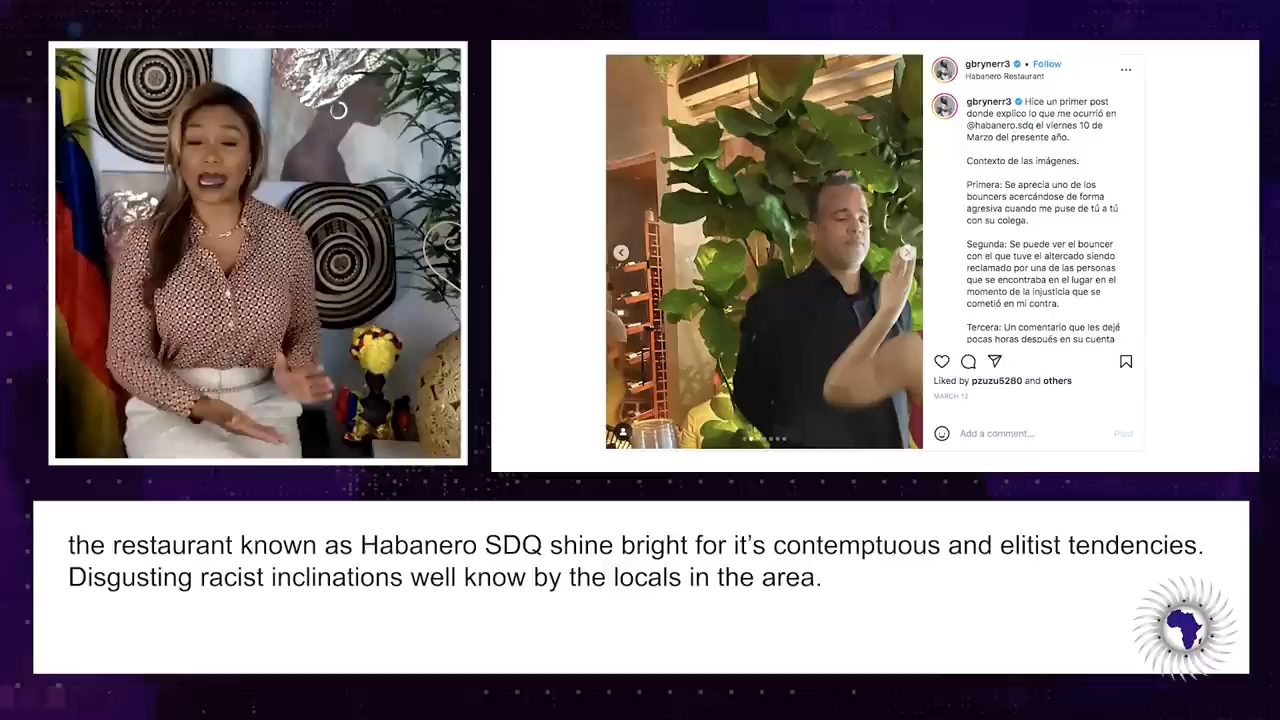 gbrynerr3 • Follow
Habanero Restaurant
gbrynerr3 Hice un primer post
donde explico lo que me ocurrió en
@habanero.sdq el viernes 10 de
Marzo del presente año.
Contexto de las imágenes.
Primera: Se aprecia uno de los
bouncers acercándose de forma
agresiva cuando me puse de tú a tú
con su colega.
Segunda: Se puede ver el bouncer
con el que tuve el altercado siendo
reclamado por una de las personas
que se encontraba en el lugar en el
momento de la injusticia que se
cometió en mi contra.
Tercera: Un comentario que les dejé
pocas horas después en su cuenta
Liked by pzuzu5280 and others
MARCH 12
Add a comment...
Post
the restaurant known as Habanero SDQ shine bright for it’s contemptuous and elitist tendencies.
Disgusting racist inclinations well know by the locals in the area.